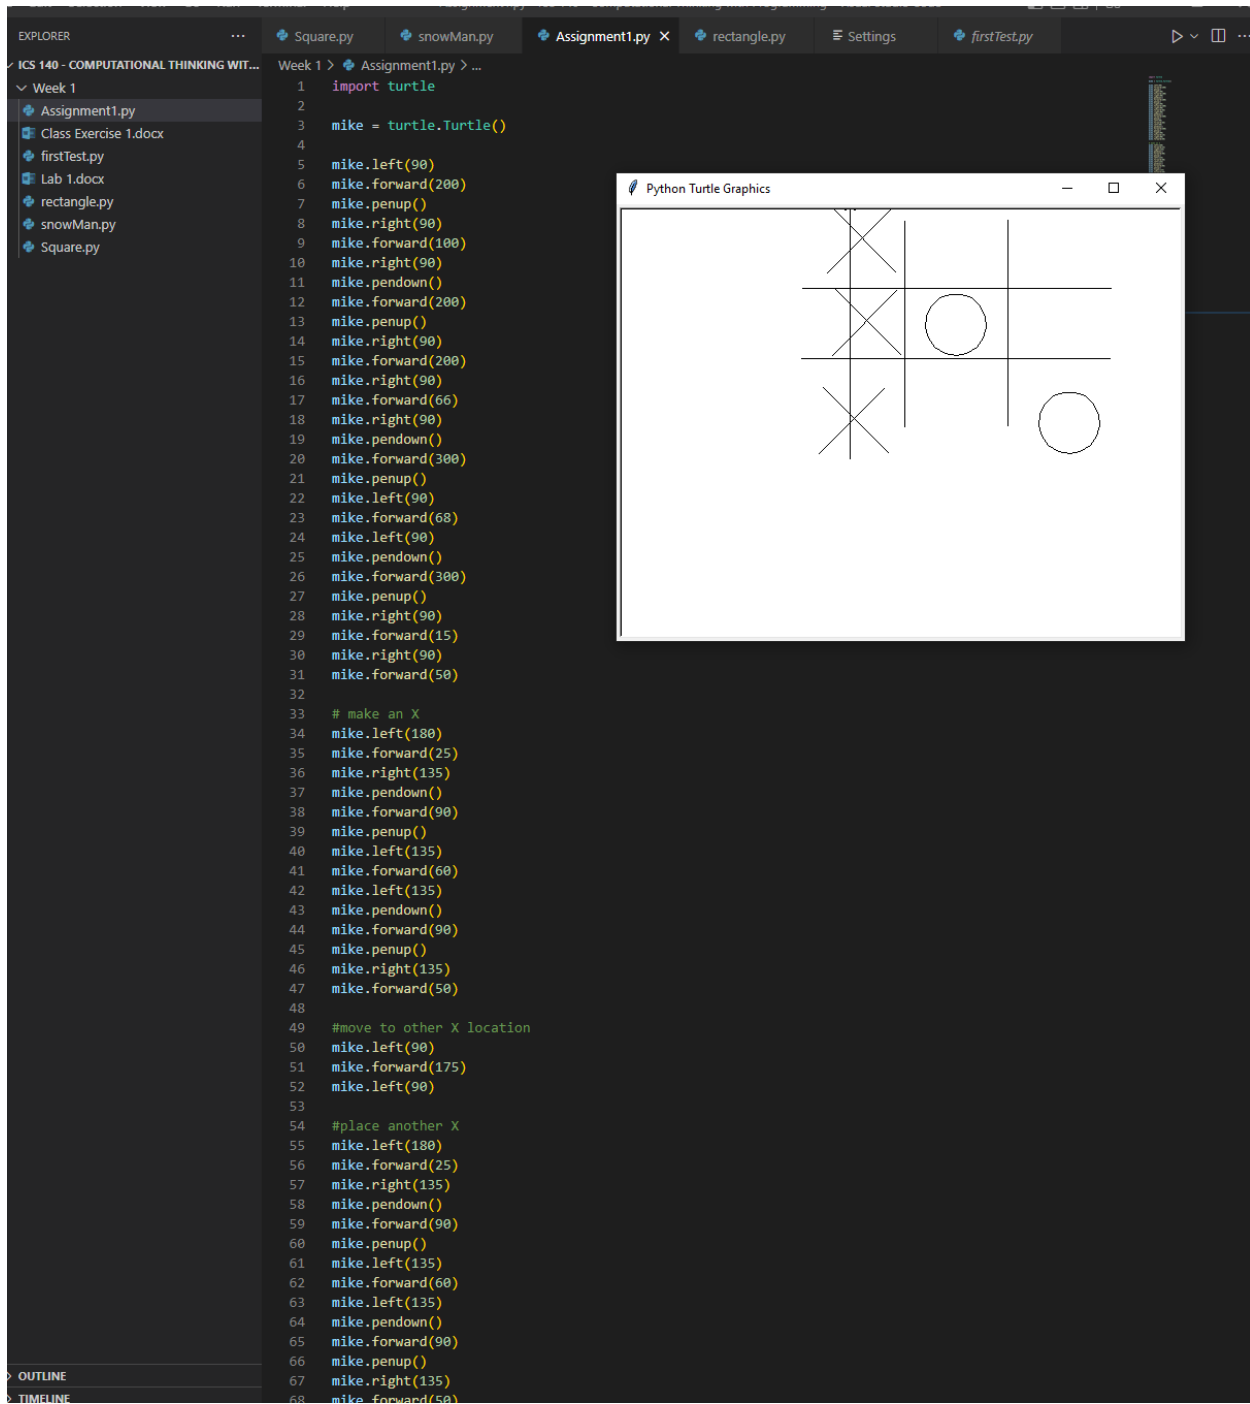 EXPLORER
Square.py
snowMan.py
Assignment1.py
rectangle.py
Settings
firstTest.py
ICS 140 - COMPUTATIONAL THINKING WIT...
Week 1
Assignment1.py
Class Exercise 1.docx
firstTest.py
Lab 1.docx
rectangle.py
snowMan.py
Square.py
OUTLINE
TIMELINE
Week 1 > Assignment1.py > ...
1 import turtle
2
3 mike = turtle.Turtle()
4
5 mike.left(90)
6 mike.forward(200)
7 mike.penup()
8 mike.right(90)
9 mike.forward(100)
10 mike.right(90)
11 mike.pendown()
12 mike.forward(200)
13 mike.penup()
14 mike.right(90)
15 mike.forward(200)
16 mike.right(90)
17 mike.forward(66)
18 mike.right(90)
19 mike.pendown()
20 mike.forward(300)
21 mike.penup()
22 mike.left(90)
23 mike.forward(68)
24 mike.left(90)
25 mike.pendown()
26 mike.forward(300)
27 mike.penup()
28 mike.right(90)
29 mike.forward(15)
30 mike.right(90)
31 mike.forward(50)
32
33 # make an X
34 mike.left(180)
35 mike.forward(25)
36 mike.right(135)
37 mike.pendown()
38 mike.forward(90)
39 mike.penup()
40 mike.left(135)
41 mike.forward(60)
42 mike.left(135)
43 mike.pendown()
44 mike.forward(90)
45 mike.penup()
46 mike.right(135)
47 mike.forward(50)
48
49 #move to other X location
50 mike.left(90)
51 mike.forward(175)
52 mike.left(90)
53
54 #place another X
55 mike.left(180)
56 mike.forward(25)
57 mike.right(135)
58 mike.pendown()
59 mike.forward(90)
60 mike.penup()
61 mike.left(135)
62 mike.forward(60)
63 mike.left(135)
64 mike.pendown()
65 mike.forward(90)
66 mike.penup()
67 mike.right(135)
68 mike.forward(50)
Python Turtle Graphics